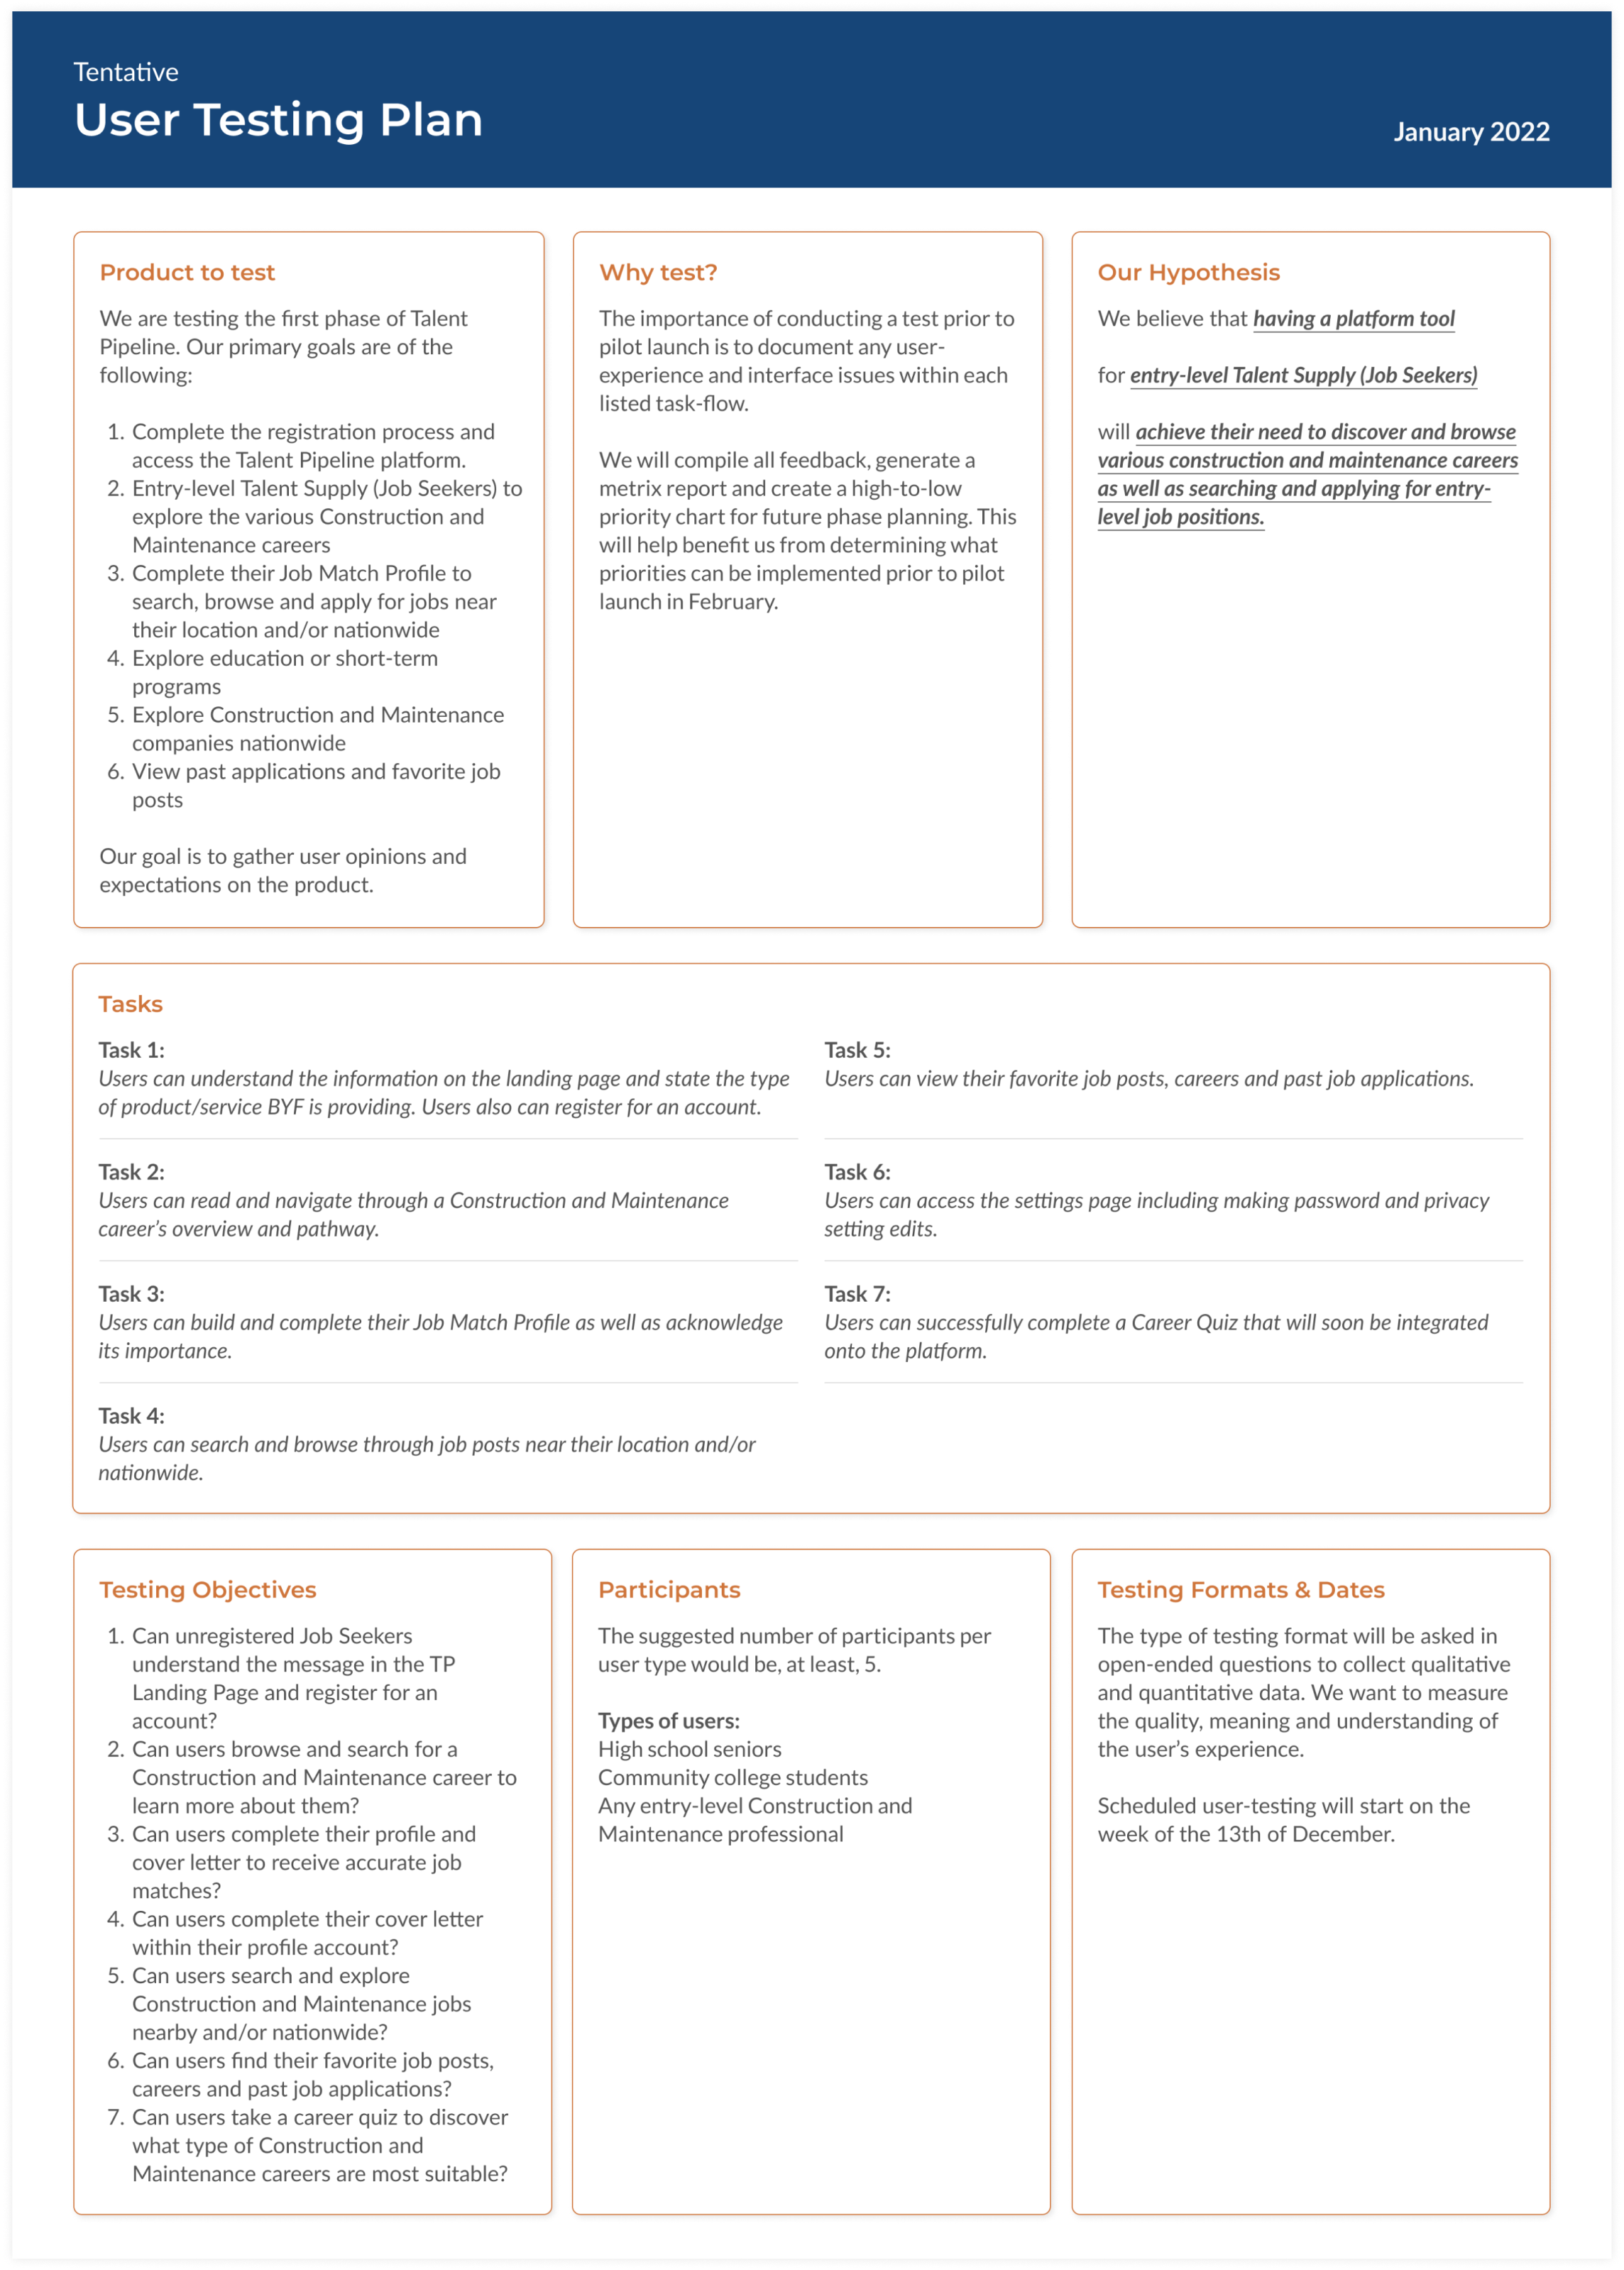 Tentative
User Testing Plan
January 2022
Product to test
We are testing the first phase of Talent
Pipeline. Our primary goals are of the
following:
1. Complete the registration process and
access the Talent Pipeline platform.
2. Entry-level Talent Supply (Job Seekers) to
explore the various Construction and
Maintenance careers
3. Complete their Job Match Profile to
search, browse and apply for jobs near
their location and/or nationwide
4. Explore education or short-term
programs
5. Explore Construction and Maintenance
companies nationwide
6. View past applications and favorite job
posts
Our goal is to gather user opinions and
expectations on the product.
Why test?
The importance of conducting a test prior to
pilot launch is to document any user-
experience and interface issues within each
listed task-flow.
We will compile all feedback, generate a
metrix report and create a high-to-low
priority chart for future phase planning. This
will help benefit us from determining what
priorities can be implemented prior to pilot
launch in February.
Our Hypothesis
We believe that having a platform tool
for entry-level Talent Supply (Job Seekers)
will achieve their need to discover and browse
various construction and maintenance careers
as well as searching and applying for entry-
level job positions.
Tasks
Task 1:
Users can understand the information on the landing page and state the type
of product/service BYF is providing. Users also can register for an account.
Task 2:
Users can read and navigate through a Construction and Maintenance
career’s overview and pathway.
Task 3:
Users can build and complete their Job Match Profile as well as acknowledge
its importance.
Task 4:
Users can search and browse through job posts near their location and/or
nationwide.
Task 5:
Users can view their favorite job posts, careers and past job applications.
Task 6:
Users can access the settings page including making password and privacy
setting edits.
Task 7:
Users can successfully complete a Career Quiz that will soon be integrated
onto the platform.
Testing Objectives
1. Can unregistered Job Seekers
understand the message in the TP
Landing Page and register for an
account?
2. Can users browse and search for a
Construction and Maintenance career to
learn more about them?
3. Can users complete their profile and
cover letter to receive accurate job
matches?
4. Can users complete their cover letter
within their profile account?
5. Can users search and explore
Construction and Maintenance jobs
nearby and/or nationwide?
6. Can users find their favorite job posts,
careers and past job applications?
7. Can users take a career quiz to discover
what type of Construction and
Maintenance careers are most suitable?
Participants
The suggested number of participants per
user type would be, at least, 5.
Types of users:
High school seniors
Community college students
Any entry-level Construction and
Maintenance professional
Testing Formats & Dates
The type of testing format will be asked in
open-ended questions to collect qualitative
and quantitative data. We want to measure
the quality, meaning and understanding of
the user’s experience.
Scheduled user-testing will start on the
week of the 13th of December.